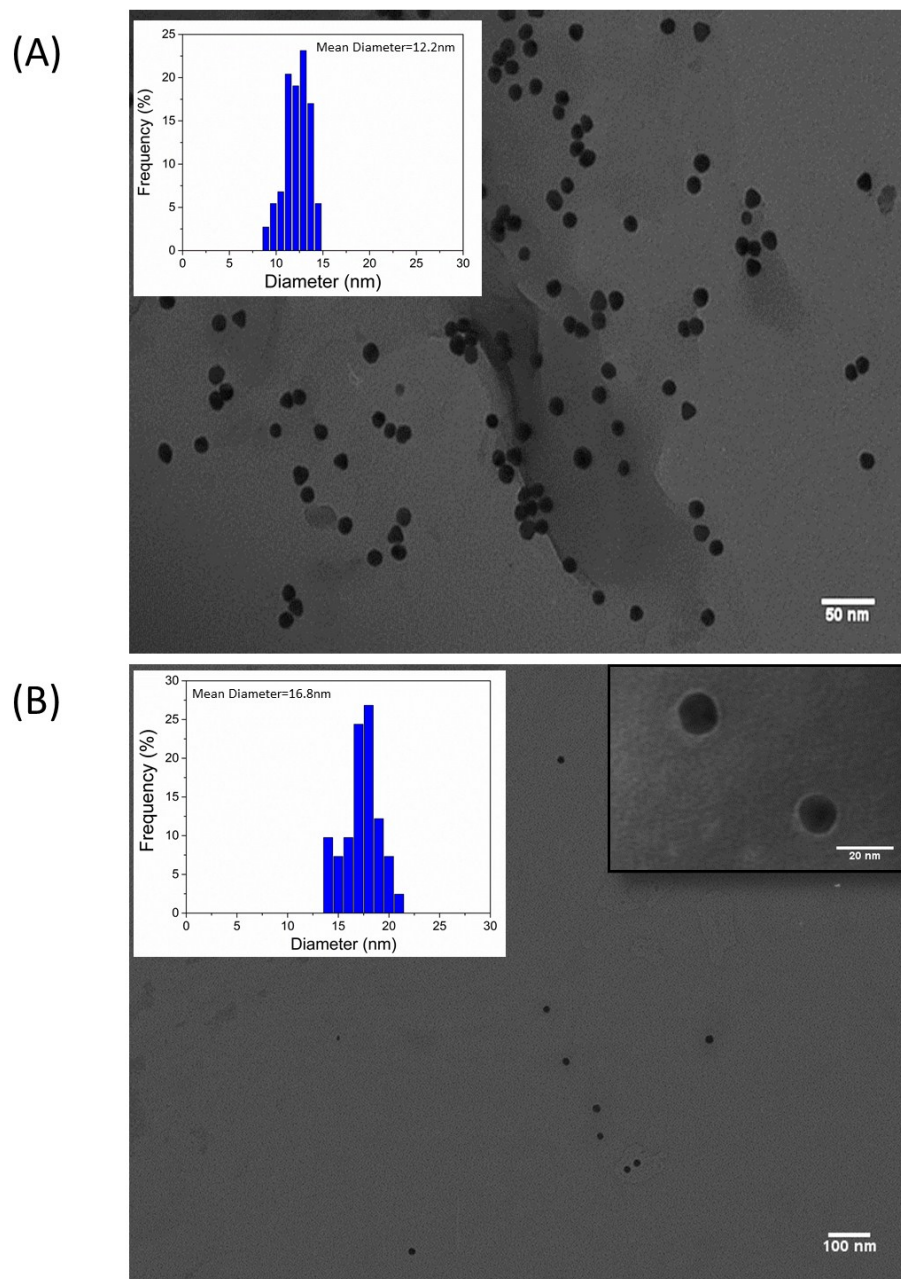 (A)
Mean Diameter=12.2nm
Frequency (%)
25
20
15
10
5
0
0 5 10 15 20 25 30
Diameter (nm)
50 nm
(B)
Mean Diameter=16.8nm
Frequency (%)
30
25
20
15
10
5
0
0 5 10 15 20 25 30
Diameter (nm)
20 nm
100 nm